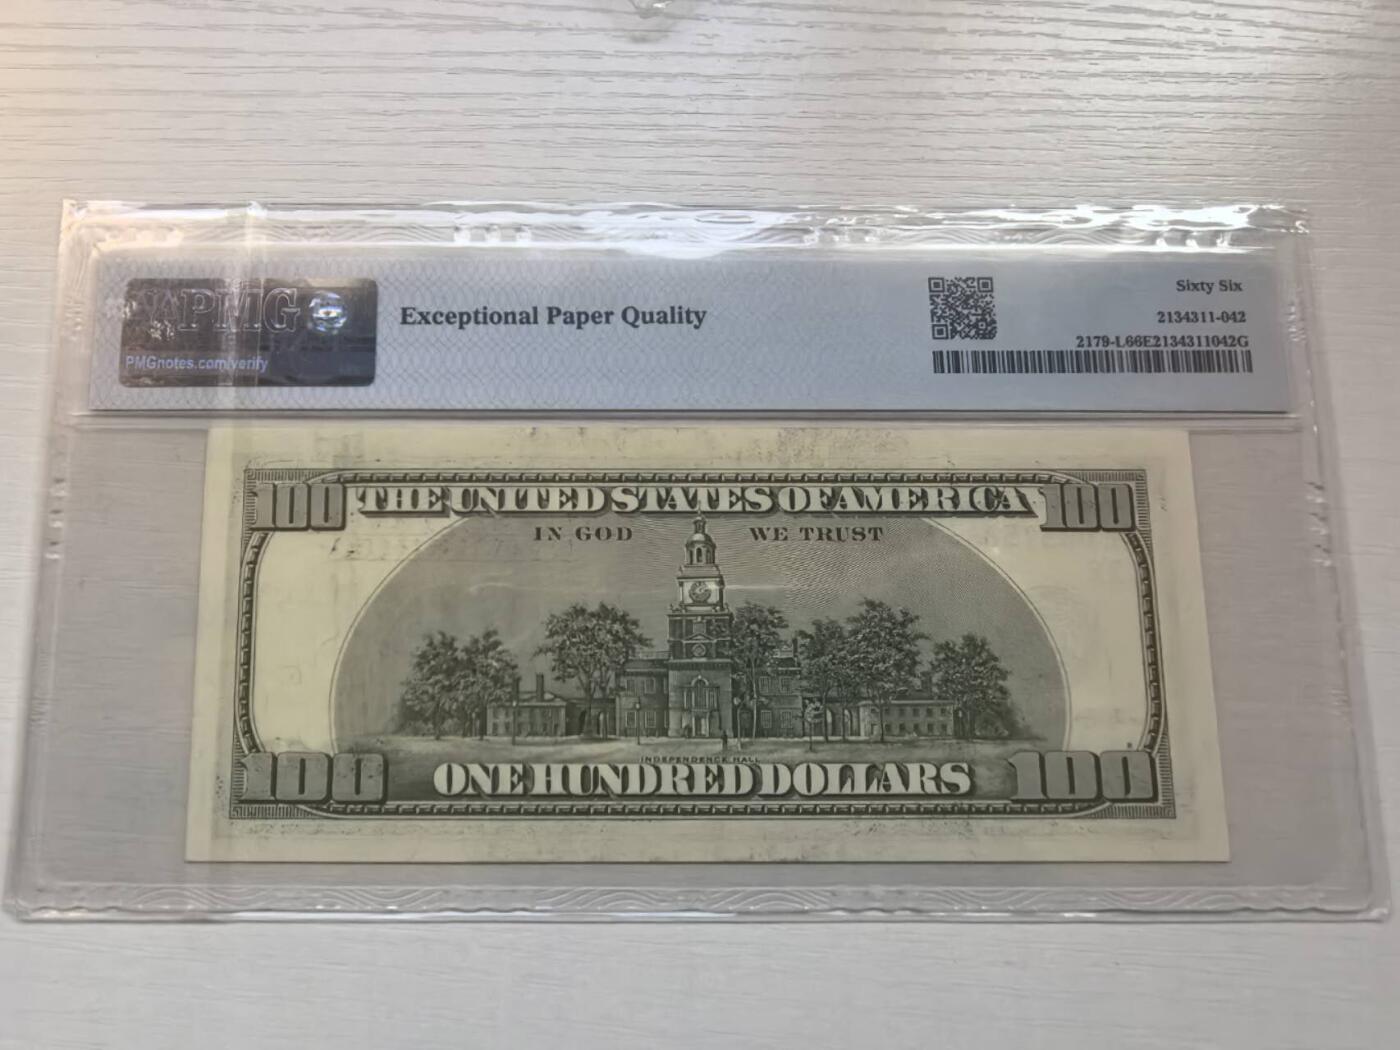 PMG
PMGnotes.com/verify
Exceptional Paper Quality
Sixty Six
2134311-042
2179-L66E2134311042G
100 THE UNITED STATES OF AMERICA 100
IN GOD WE TRUST
INDEPENDENCE HALL
100 ONE HUNDRED DOLLARS 100